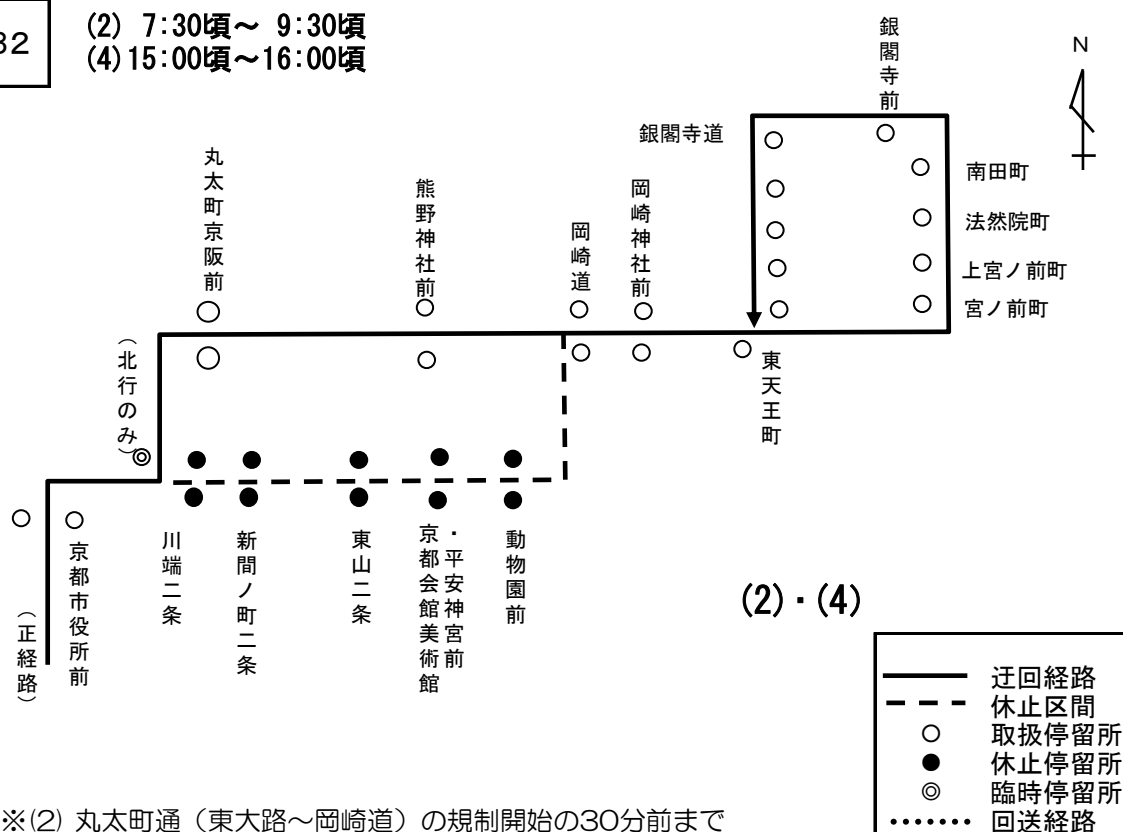 32
(2) 7:30頃～ 9:30頃
(4)15:00頃～16:00頃
N
銀閣寺前
銀閣寺道
南田町
法然院町
上宮ノ前町
宮ノ前町
丸太町京阪前
熊野神社前
岡崎道
岡崎神社前
東天王町
（北行のみ）
京都市役所前
（正経路）
川端二条
新間ノ町二条
東山二条
京都会館美術館
・平安神宮前
動物園前
(2)・(4)
迂回経路
休止区間
取扱停留所
休止停留所
臨時停留所
回送経路
※(2) 丸太町通（東大路～岡崎道）の規制開始の30分前まで